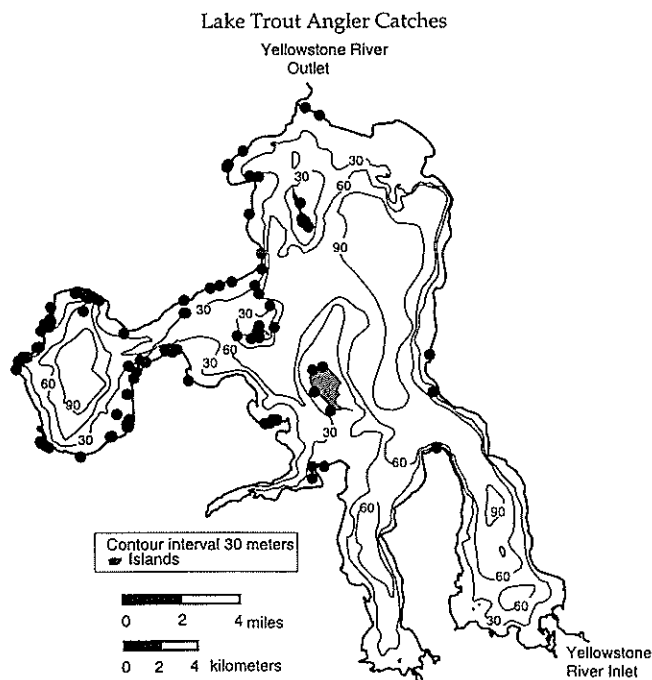 Lake Trout Angler Catches
Yellowstone River
Outlet
30
30
60
90
30
30
60
30
60
90
30
30
60
60
90
60
60
60
30
Contour interval 30 meters
Islands
0 2 4 miles
0 2 4 kilometers
Yellowstone
River Inlet